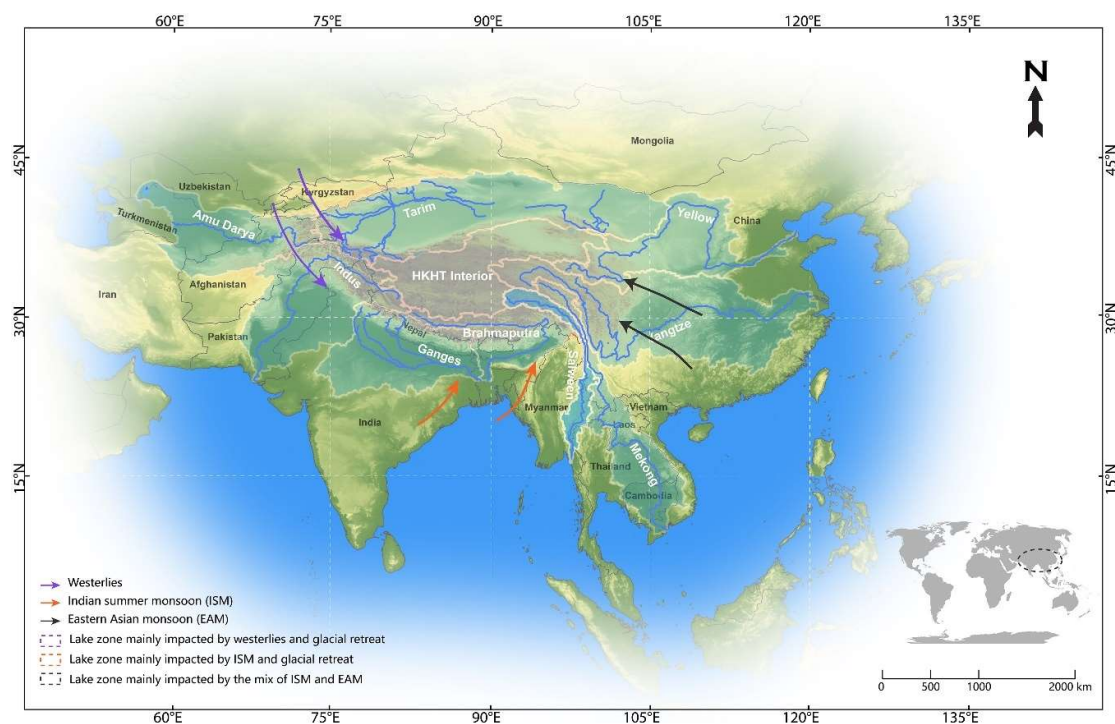 60°E 75°E 90°E 105°E 120°E 135°E
N
Mongolia
45°N 45°N
Uzbekistan
Kyrgyzstan
Turkmenistan
Amu Darya
Tarim
Yellow
China
HKHT Interior
Indus
Iran
Afghanistan
30°N 30°N
Pakistan
Nepal
Brahmaputra
Yangtze
Ganges
Salween
India
Myanmar
Vietnam
Laos
Thailand
Mekong
15°N 15°N
Cambodia
Westerlies
Indian summer monsoon (ISM)
Eastern Asian monsoon (EAM)
Lake zone mainly impacted by westerlies and glacial retreat
Lake zone mainly impacted by ISM and glacial retreat
Lake zone mainly impacted by the mix of ISM and EAM
0 500 1000 2000 km
60°E 75°E 90°E 105°E 120°E 135°E